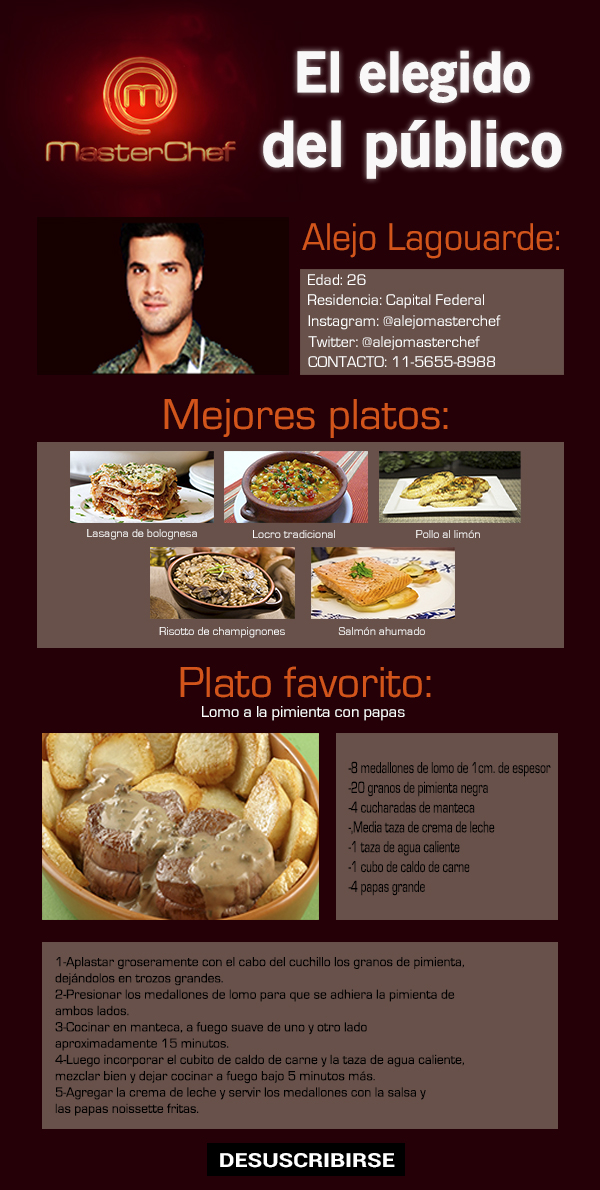 El elegido
del público
MasterChef
Alejo Lagouarde:
Edad: 26
Residencia: Capital Federal
Instagram: @alejomasterchef
Twitter: @alejomasterchef
CONTACTO: 11-5655-8988
Mejores platos:
Lasagna de bolognesa
Locro tradicional
Pollo al limón
Risotto de champignones
Salmón ahumado
Plato favorito:
Lomo a la pimienta con papas
-8 medallones de lomo de 1cm. de espesor
-20 granos de pimienta negra
-4 cucharadas de manteca
-,Media taza de crema de leche
-1 taza de agua caliente
-1 cubo de caldo de carne
-4 papas grande
1-Aplastar groseramente con el cabo del cuchillo los granos de pimienta,
dejándolos en trozos grandes.
2-Presionar los medallones de lomo para que se adhiera la pimienta de
ambos lados.
3-Cocinar en manteca, a fuego suave de uno y otro lado
aproximadamente 15 minutos.
4-Luego incorporar el cubito de caldo de carne y la taza de agua caliente,
mezclar bien y dejar cocinar a fuego bajo 5 minutos más.
5-Agregar la crema de leche y servir los medallones con la salsa y
las papas noissette fritas.
DESUSCRIBIRSE